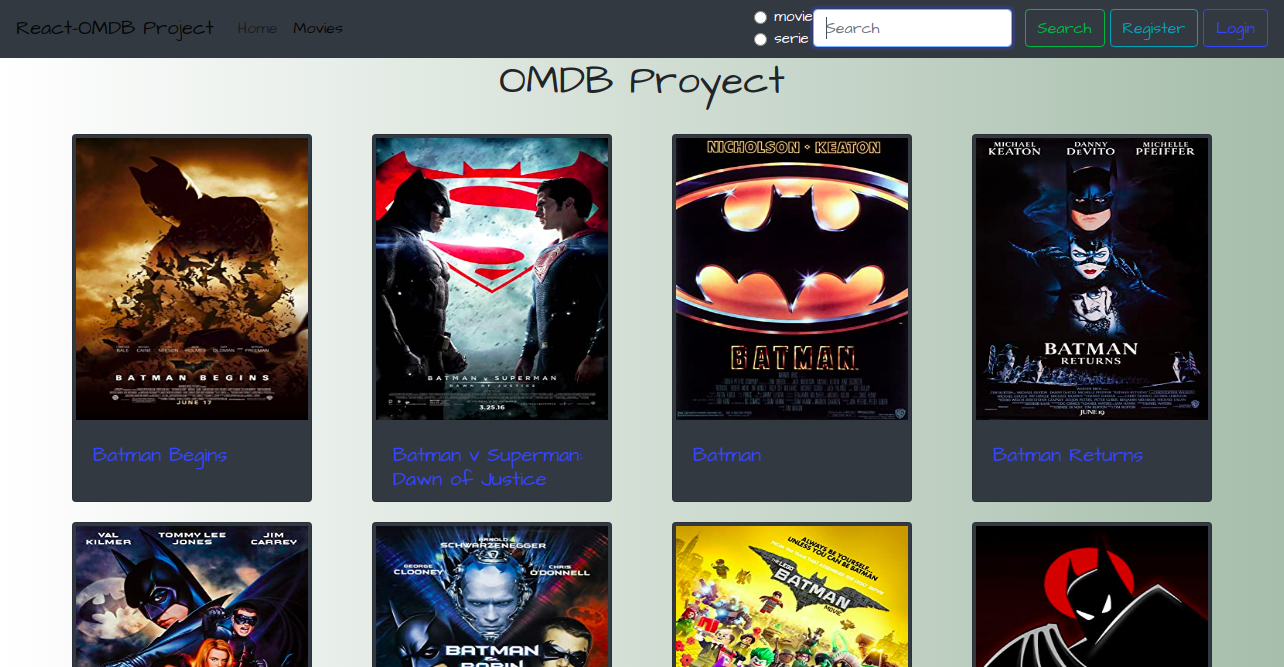 React-OMDB Project
Home
Movies
movie
serie
Search
Search
Register
Login
OMDB Proyect
BATMAN BEGINS
JUNE 17
BATMAN v SUPERMAN
DAWN OF JUSTICE
3.25.16
NICHOLSON • KEATON
BATMAN
MICHAEL KEATON
DANNY DEVITO
MICHELLE PFEIFFER
BATMAN
RETURNS
JUNE 19
Batman Begins
Batman v Superman:
Dawn of Justice
Batman
Batman Returns
VAL KILMER
TOMMY LEE JONES
JIM CARREY
ARNOLD
SCHWARZENEGGER
GEORGE CLOONEY
CHRIS O'DONNELL
BATMAN
ROBIN
ALWAYS BE YOURSELF...
UNLESS YOU CAN BE BATMAN
THE LEGO
BATMAN
MOVIE